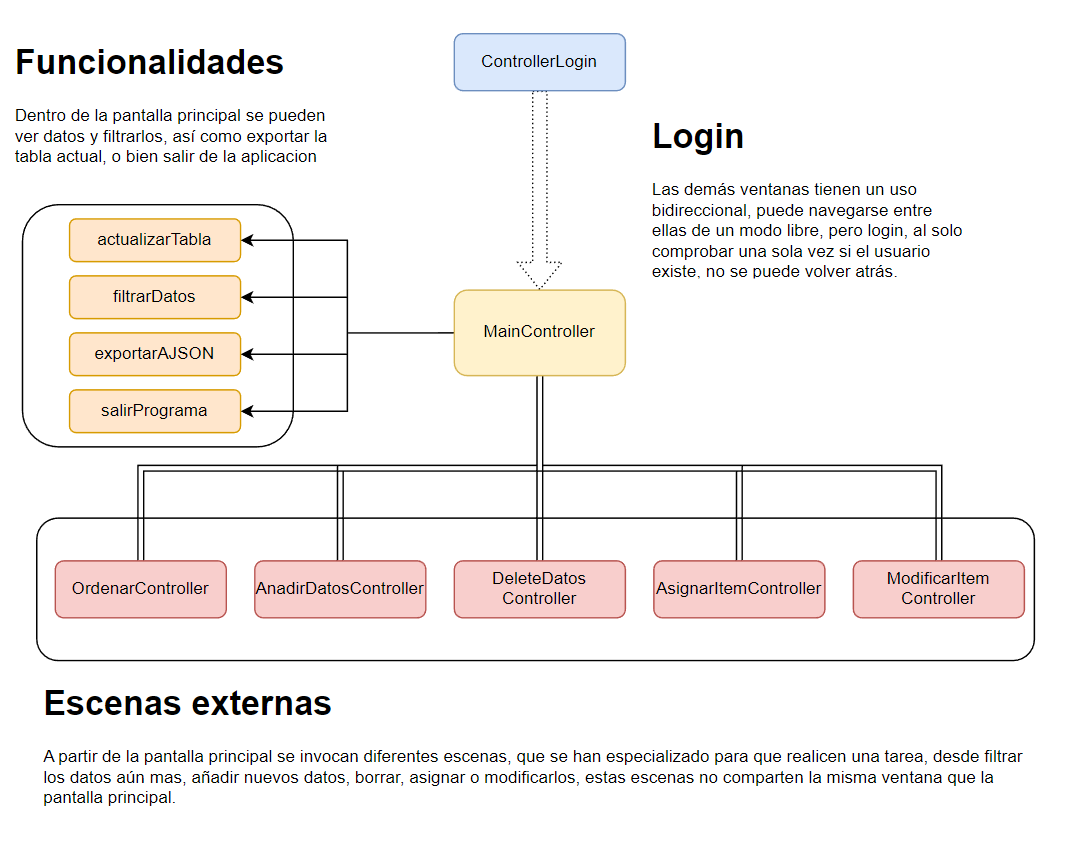 Funcionalidades
Dentro de la pantalla principal se pueden
ver datos y filtrarlos, así como exportar la
tabla actual, o bien salir de la aplicacion
ControllerLogin
Login
Las demás ventanas tienen un uso
bidireccional, puede navegarse entre
ellas de un modo libre, pero login, al solo
comprobar una sola vez si el usuario
existe, no se puede volver atrás.
actualizarTabla
filtrarDatos
exportarAJSON
salirPrograma
MainController
OrdenarController
AnadirDatosController
DeleteDatos
Controller
AsignarItemController
ModificarItem
Controller
Escenas externas
A partir de la pantalla principal se invocan diferentes escenas, que se han especializado para que realicen una tarea, desde filtrar
los datos aún mas, añadir nuevos datos, borrar, asignar o modificarlos, estas escenas no comparten la misma ventana que la
pantalla principal.